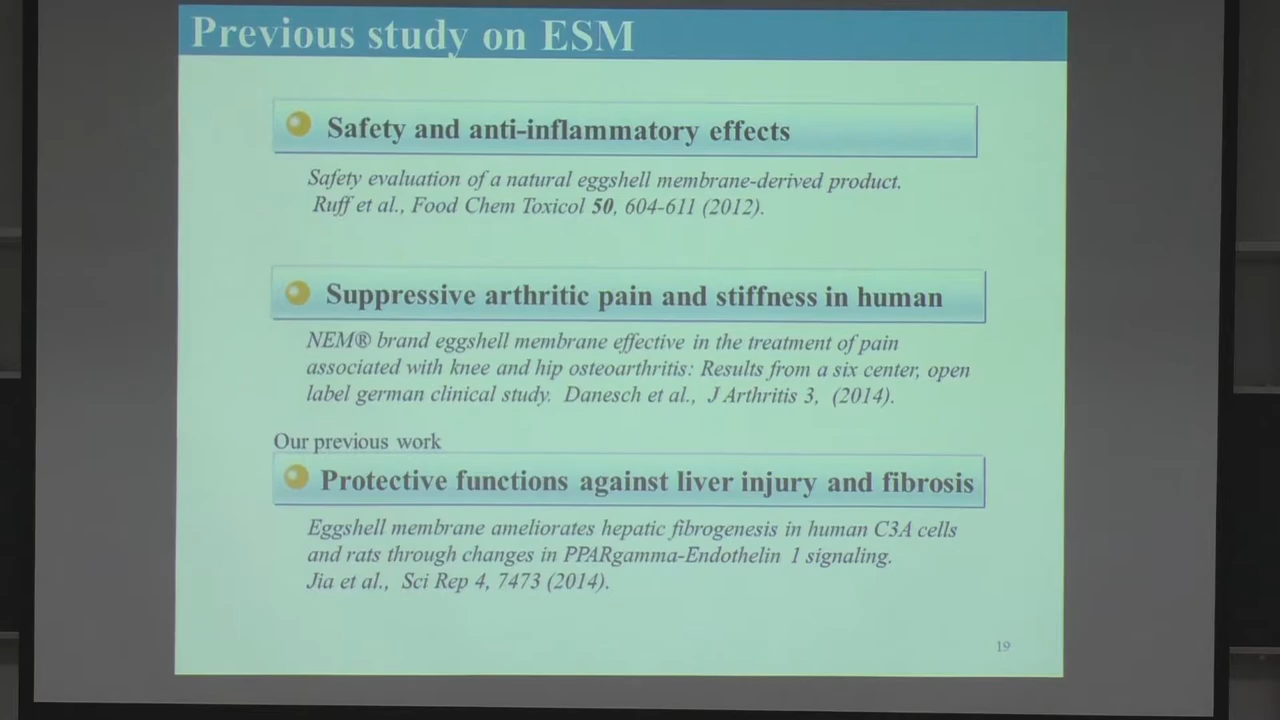 Previous study on ESM
Safety and anti-inflammatory effects
Safety evaluation of a natural eggshell membrane-derived product.
Ruff et al., Food Chem Toxicol 50, 604-611 (2012).
Suppressive arthritic pain and stiffness in human
NEM® brand eggshell membrane effective in the treatment of pain
associated with knee and hip osteoarthritis: Results from a six center, open
label german clinical study. Danesch et al., J Arthritis 3, (2014).
Our previous work
Protective functions against liver injury and fibrosis
Eggshell membrane ameliorates hepatic fibrogenesis in human C3A cells
and rats through changes in PPARgamma-Endothelin 1 signaling.
Jia et al., Sci Rep 4, 7473 (2014).
19